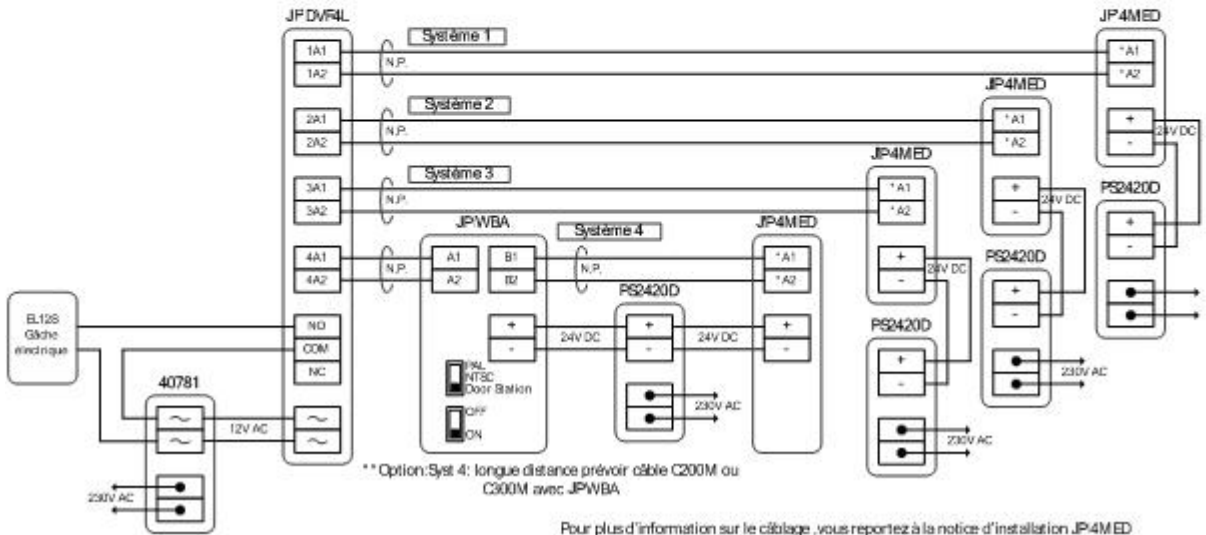 JP DVF4L
JP4MED
1A1
1A2
Système 1
N.P.
*A1
*A2
+
-
24V DC
JP4MED
2A1
2A2
Système 2
N.P.
*A1
*A2
+
-
24V DC
JP4MED
PS2420D
+
-
3A1
3A2
Système 3
N.P.
*A1
*A2
+
-
24V DC
PS2420D
+
-
230V AC
JPWBA
4A1
4A2
N.P.
A1
A2
B1
B2
Système 4
N.P.
JP4MED
*A1
*A2
PS2420D
+
-
24V DC
+
-
24V DC
+
-
230V AC
PS2420D
+
-
230V AC
EL12S
Gâche
électrique
NO
COM
NC
PAL
NTSC
Door Station
OFF
ON
40781
~
~
12V AC
~
~
230V AC
**Option:Syst 4: longue distance prévoir câble C200M ou
C300M avec JPWBA
Pour plus d'information sur le câblage ,vous reportez à la notice d'installation JP4MED